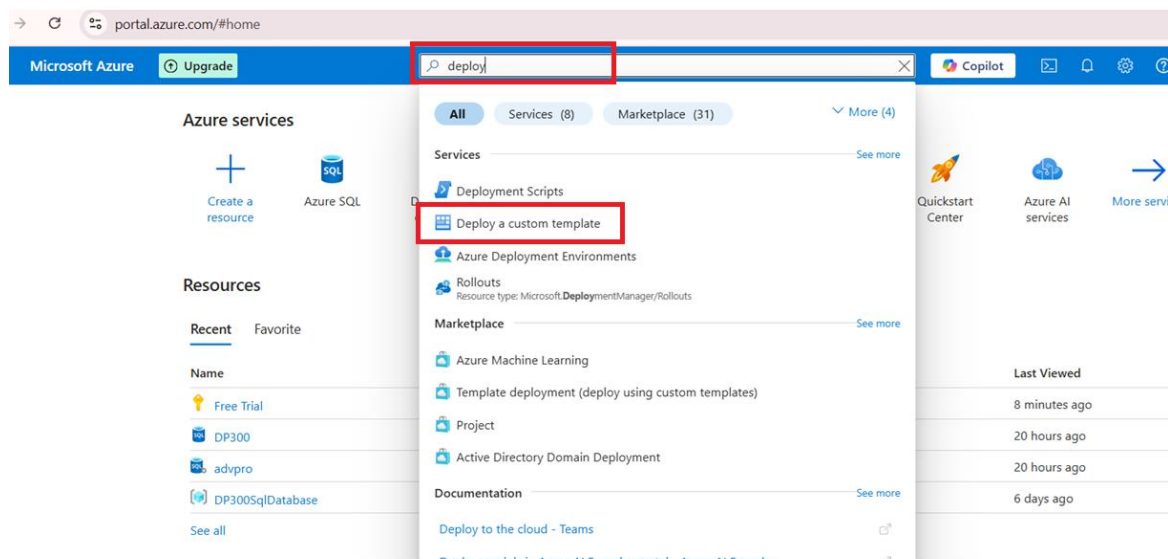 portal.azure.com/#home
Microsoft Azure
Upgrade
deploy
Copilot
All
Services (8)
Marketplace (31)
More (4)
Azure services
Create a
resource
Azure SQL
Quickstart
Center
Azure AI
services
More
Services
See more
Deployment Scripts
Deploy a custom template
Azure Deployment Environments
Rollouts
Resource type: Microsoft.DeploymentManager/Rollouts
Marketplace
See more
Azure Machine Learning
Template deployment (deploy using custom templates)
Project
Active Directory Domain Deployment
Documentation
See more
Deploy to the cloud - Teams
Resources
Recent
Favorite
Name
Last Viewed
Free Trial
8 minutes ago
DP300
20 hours ago
advpro
20 hours ago
DP300SqlDatabase
6 days ago
See all